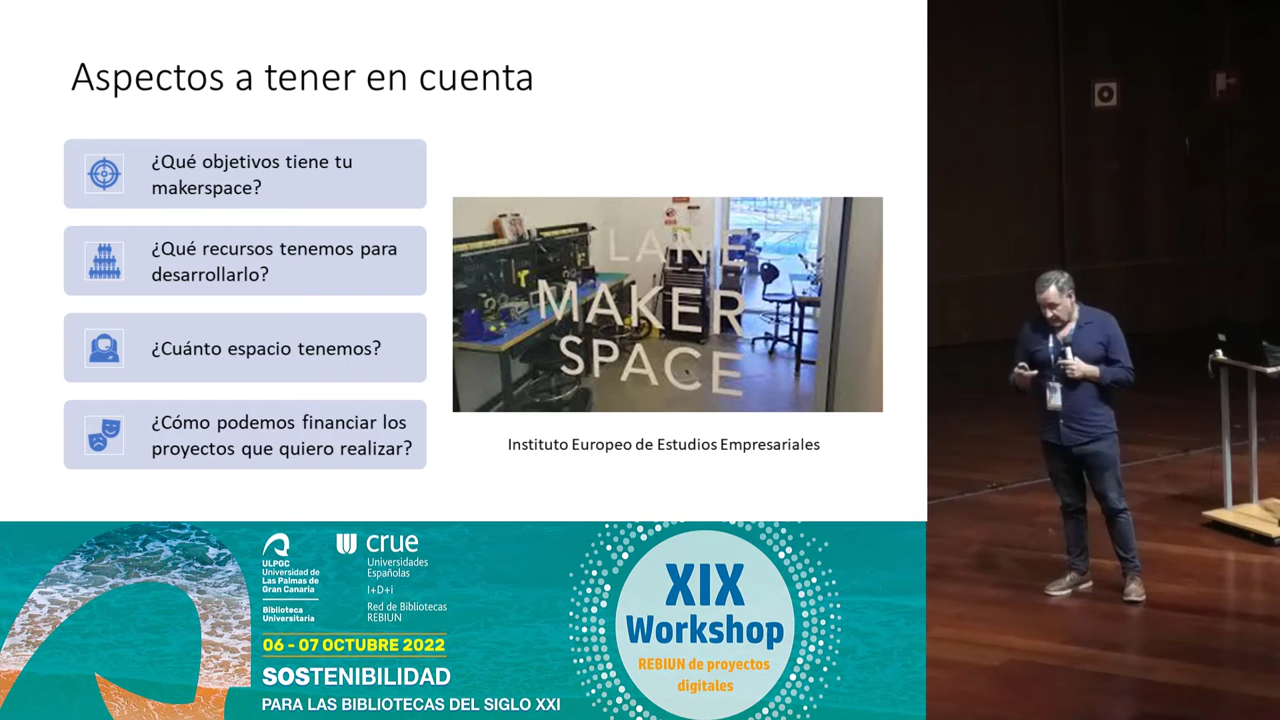 Aspectos a tener en cuenta
¿Qué objetivos tiene tu
makerspace?
¿Qué recursos tenemos para
desarrollarlo?
¿Cuánto espacio tenemos?
¿Cómo podemos financiar los
proyectos que quiero realizar?
LANE
MAKER
SPACE
Instituto Europeo de Estudios Empresariales
ULPGC
Universidad de
Las Palmas de
Gran Canaria
Biblioteca
Universitaria
crue
Universidades
Españolas
I+D+i
Red de Bibliotecas
REBIUN
06 - 07 OCTUBRE 2022
SOSTENIBILIDAD
PARA LAS BIBLIOTECAS DEL SIGLO XXI
XIX
Workshop
REBIUN de proyectos
digitales